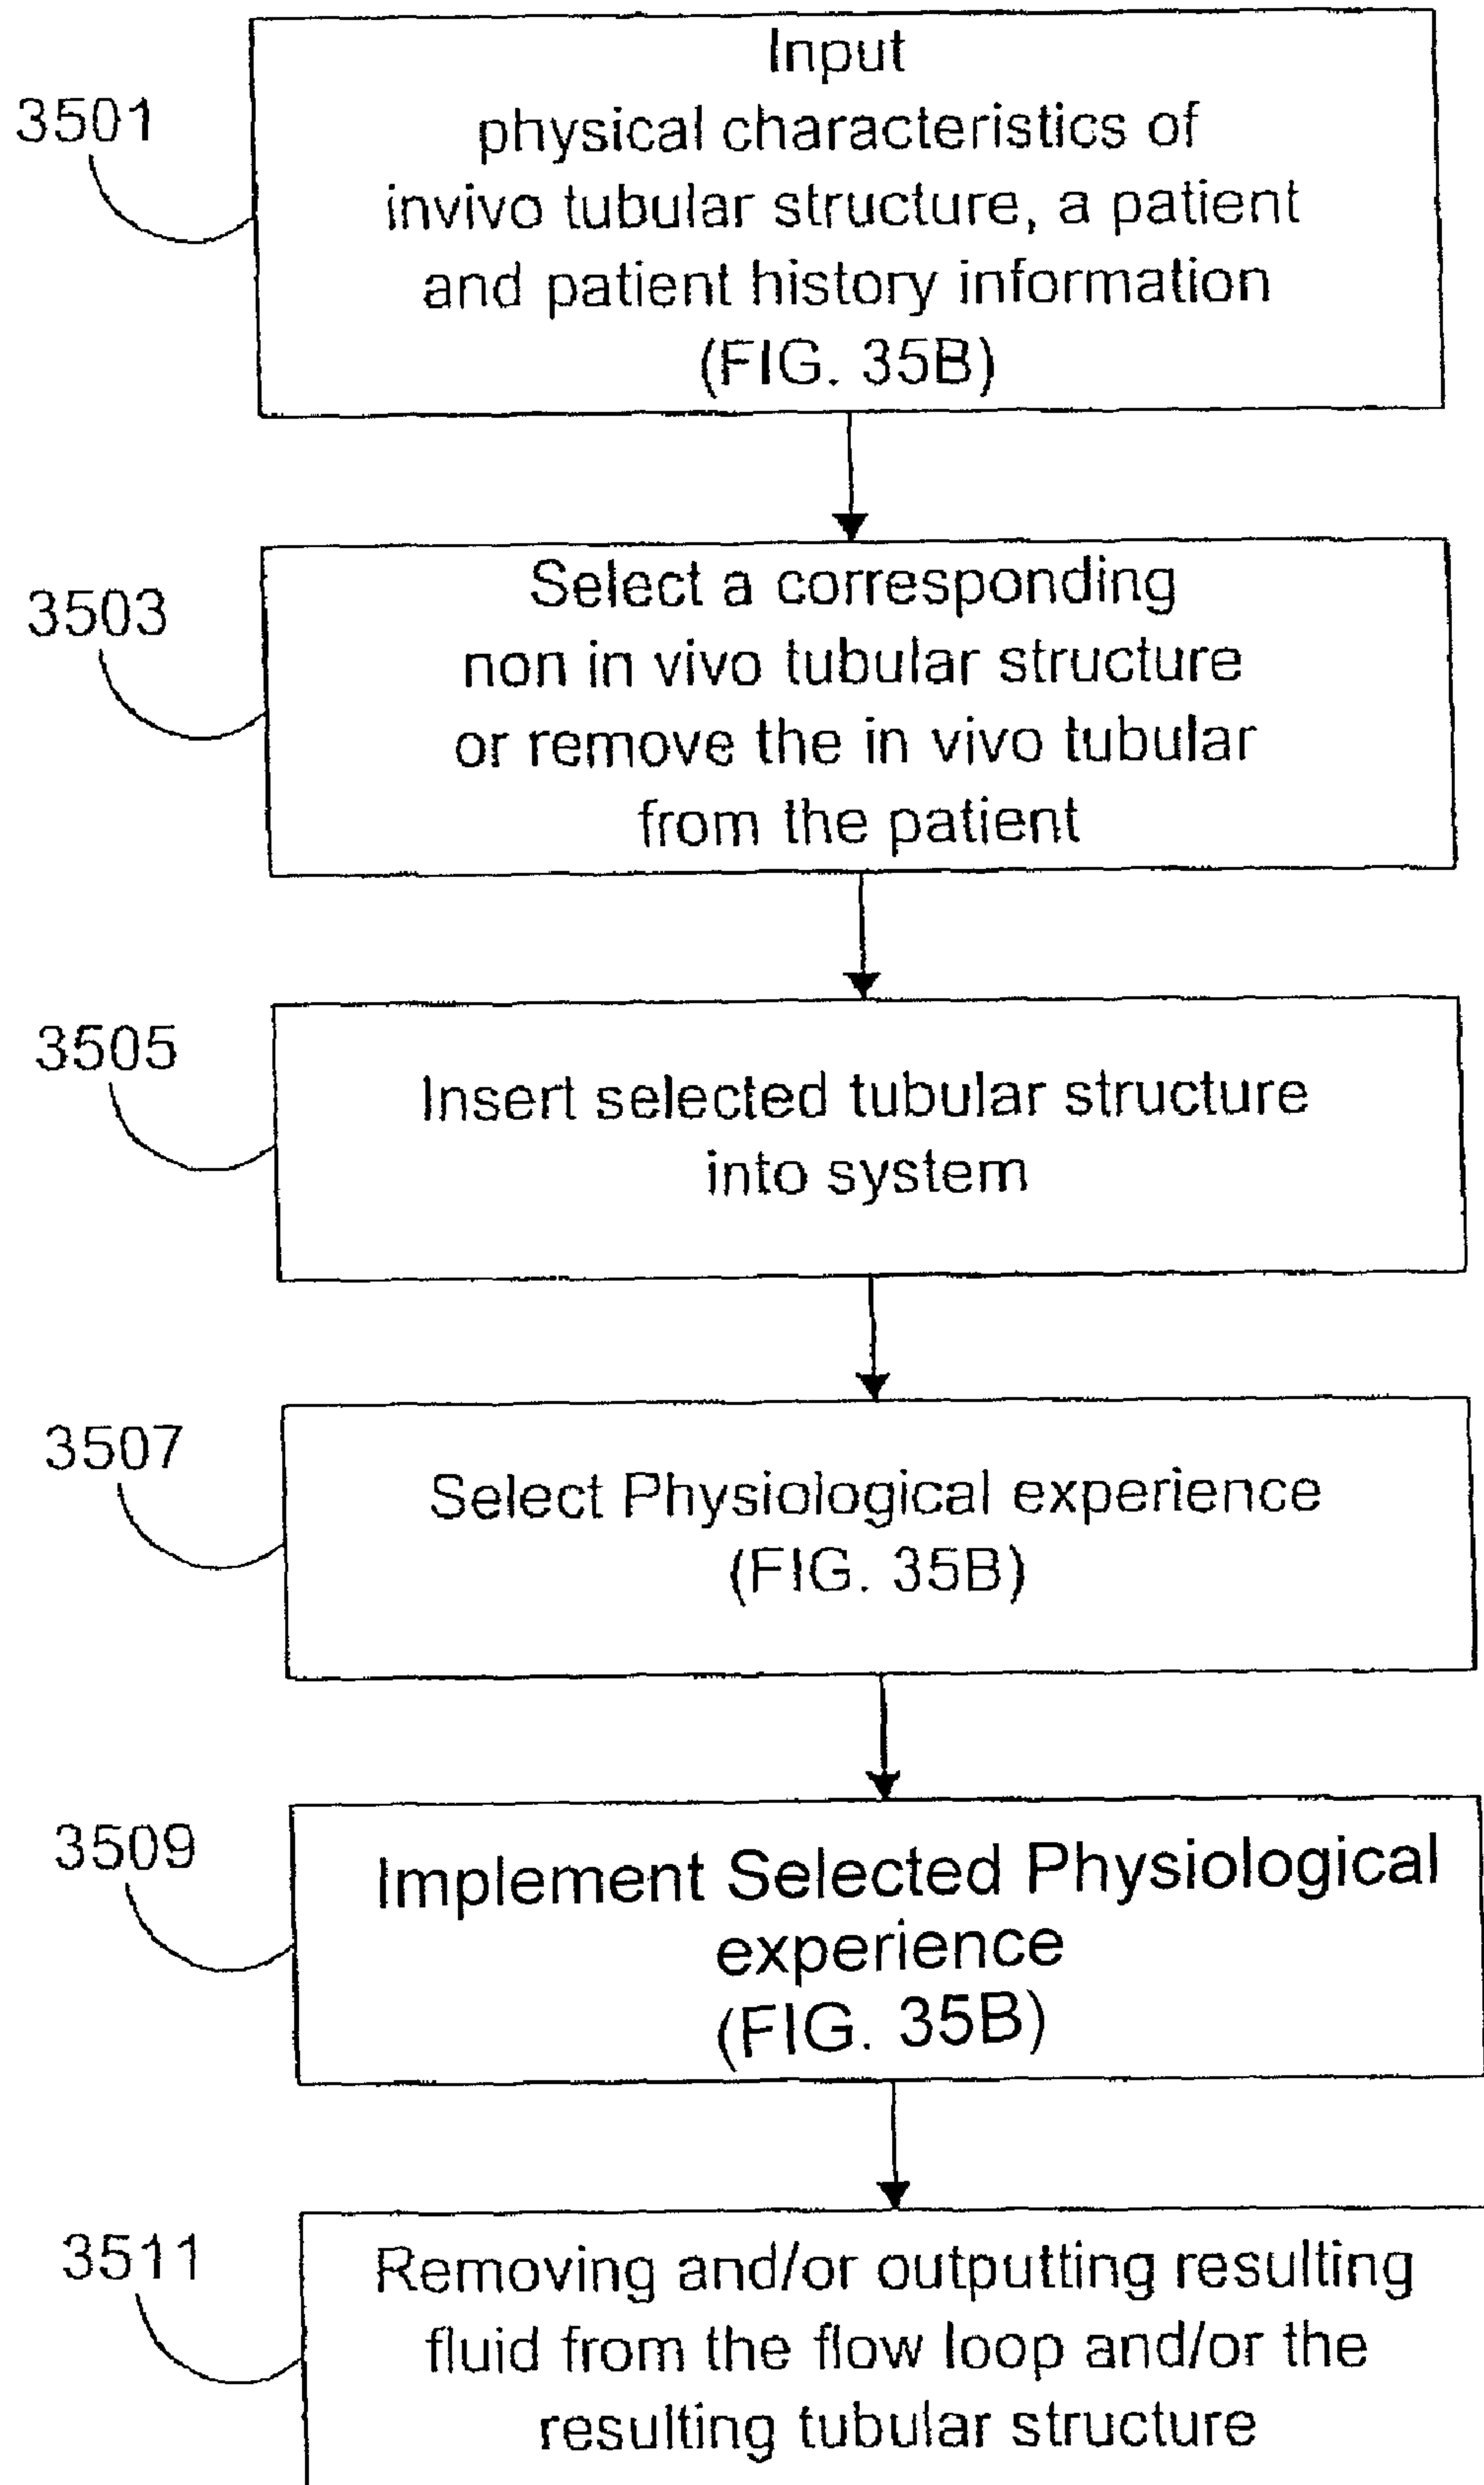 3501
Input
physical characteristics of
invivo tubular structure, a patient
and patient history information
(FIG. 35B)
3503
Select a corresponding
non in vivo tubular structure
or remove the in vivo tubular
from the patient
3505
Insert selected tubular structure
into system
3507
Select Physiological experience
(FIG. 35B)
3509
Implement Selected Physiological
experience
(FIG. 35B)
3511
Removing and/or outputting resulting
fluid from the flow loop and/or the
resulting tubular structure